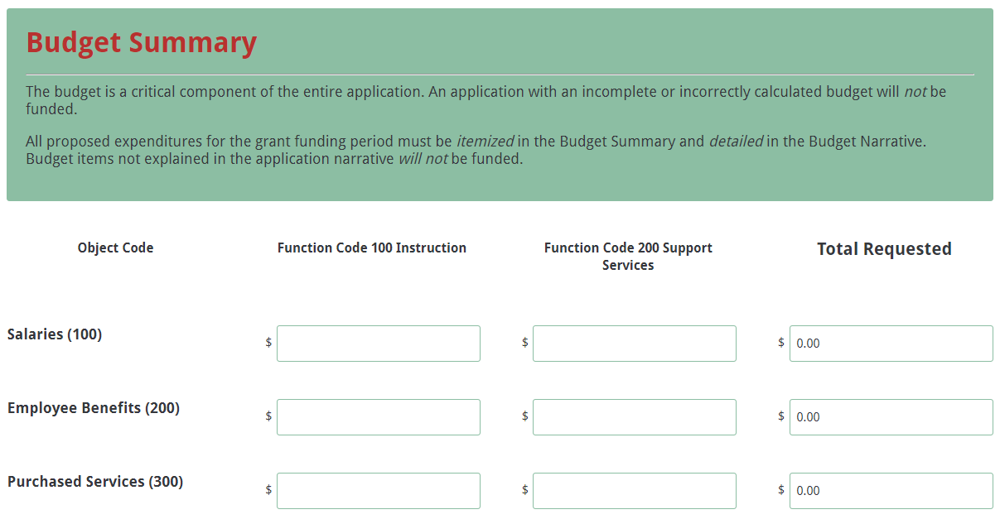 Budget Summary
The budget is a critical component of the entire application. An application with an incomplete or incorrectly calculated budget will not be
funded.
All proposed expenditures for the grant funding period must be itemized in the Budget Summary and detailed in the Budget Narrative.
Budget items not explained in the application narrative will not be funded.
Object Code
Function Code 100 Instruction
Function Code 200 Support
Services
Total Requested
Salaries (100)
$
$
$ 0.00
Employee Benefits (200)
$
$
$ 0.00
Purchased Services (300)
$
$
$ 0.00